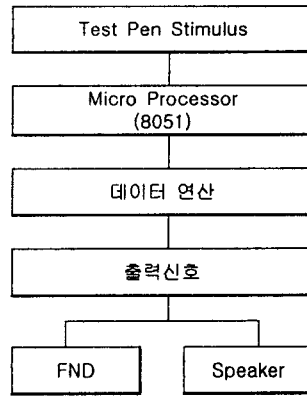 Test Pen Stimulus
Micro Processor
(8051)
데이터 연산
출력신호
FND
Speaker